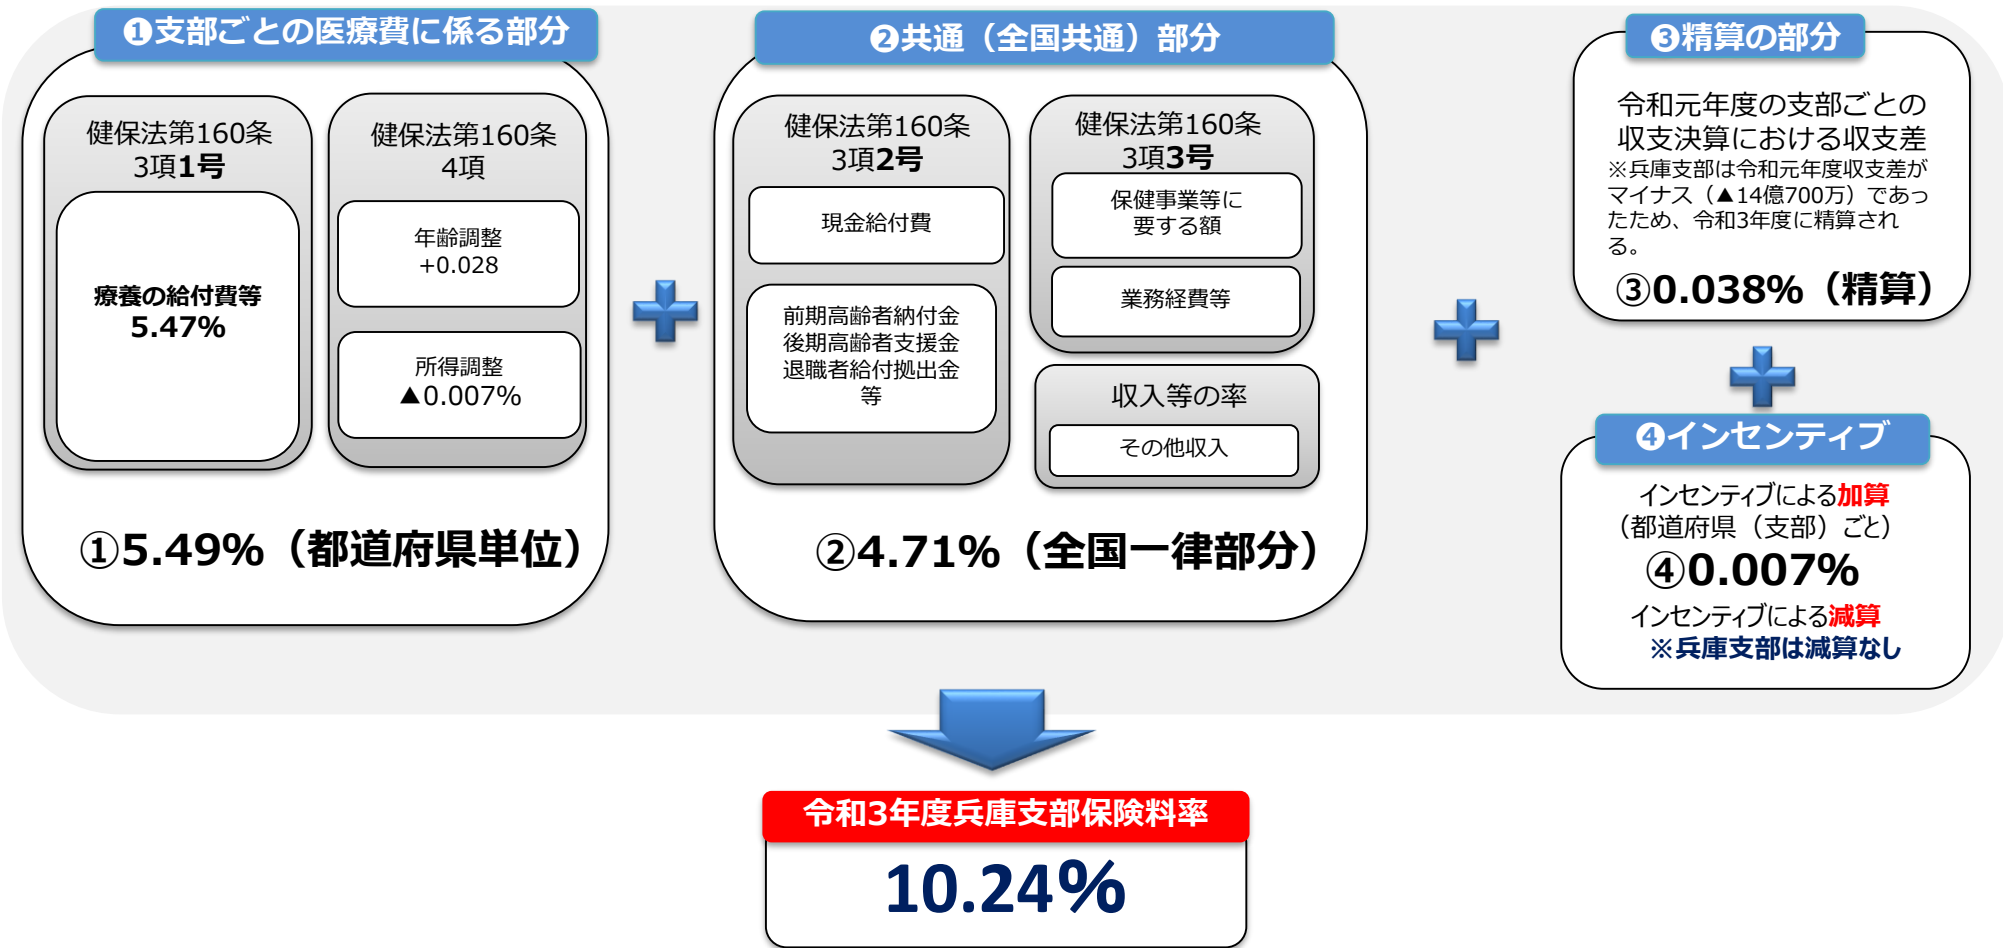 ❶支部ごとの医療費に係る部分
健保法第160条
3項1号
療養の給付費等
5.47%
健保法第160条
4項
年齢調整
+0.028
所得調整
▲0.007%
①5.49%（都道府県単位）
❷共通（全国共通）部分
健保法第160条
3項2号
現金給付費
前期高齢者納付金
後期高齢者支援金
退職者給付拠出金
等
健保法第160条
3項3号
保健事業等に
要する額
業務経費等
収入等の率
その他収入
②4.71%（全国一律部分）
❸精算の部分
令和元年度の支部ごとの
収支決算における収支差
※兵庫支部は令和元年度収支差が
マイナス（▲14億700万）であっ
たため、令和3年度に精算され
る。
③0.038%（精算）
❹インセンティブ
インセンティブによる加算
（都道府県（支部）ごと）
④0.007%
インセンティブによる減算
※兵庫支部は減算なし
令和3年度兵庫支部保険料率
10.24%